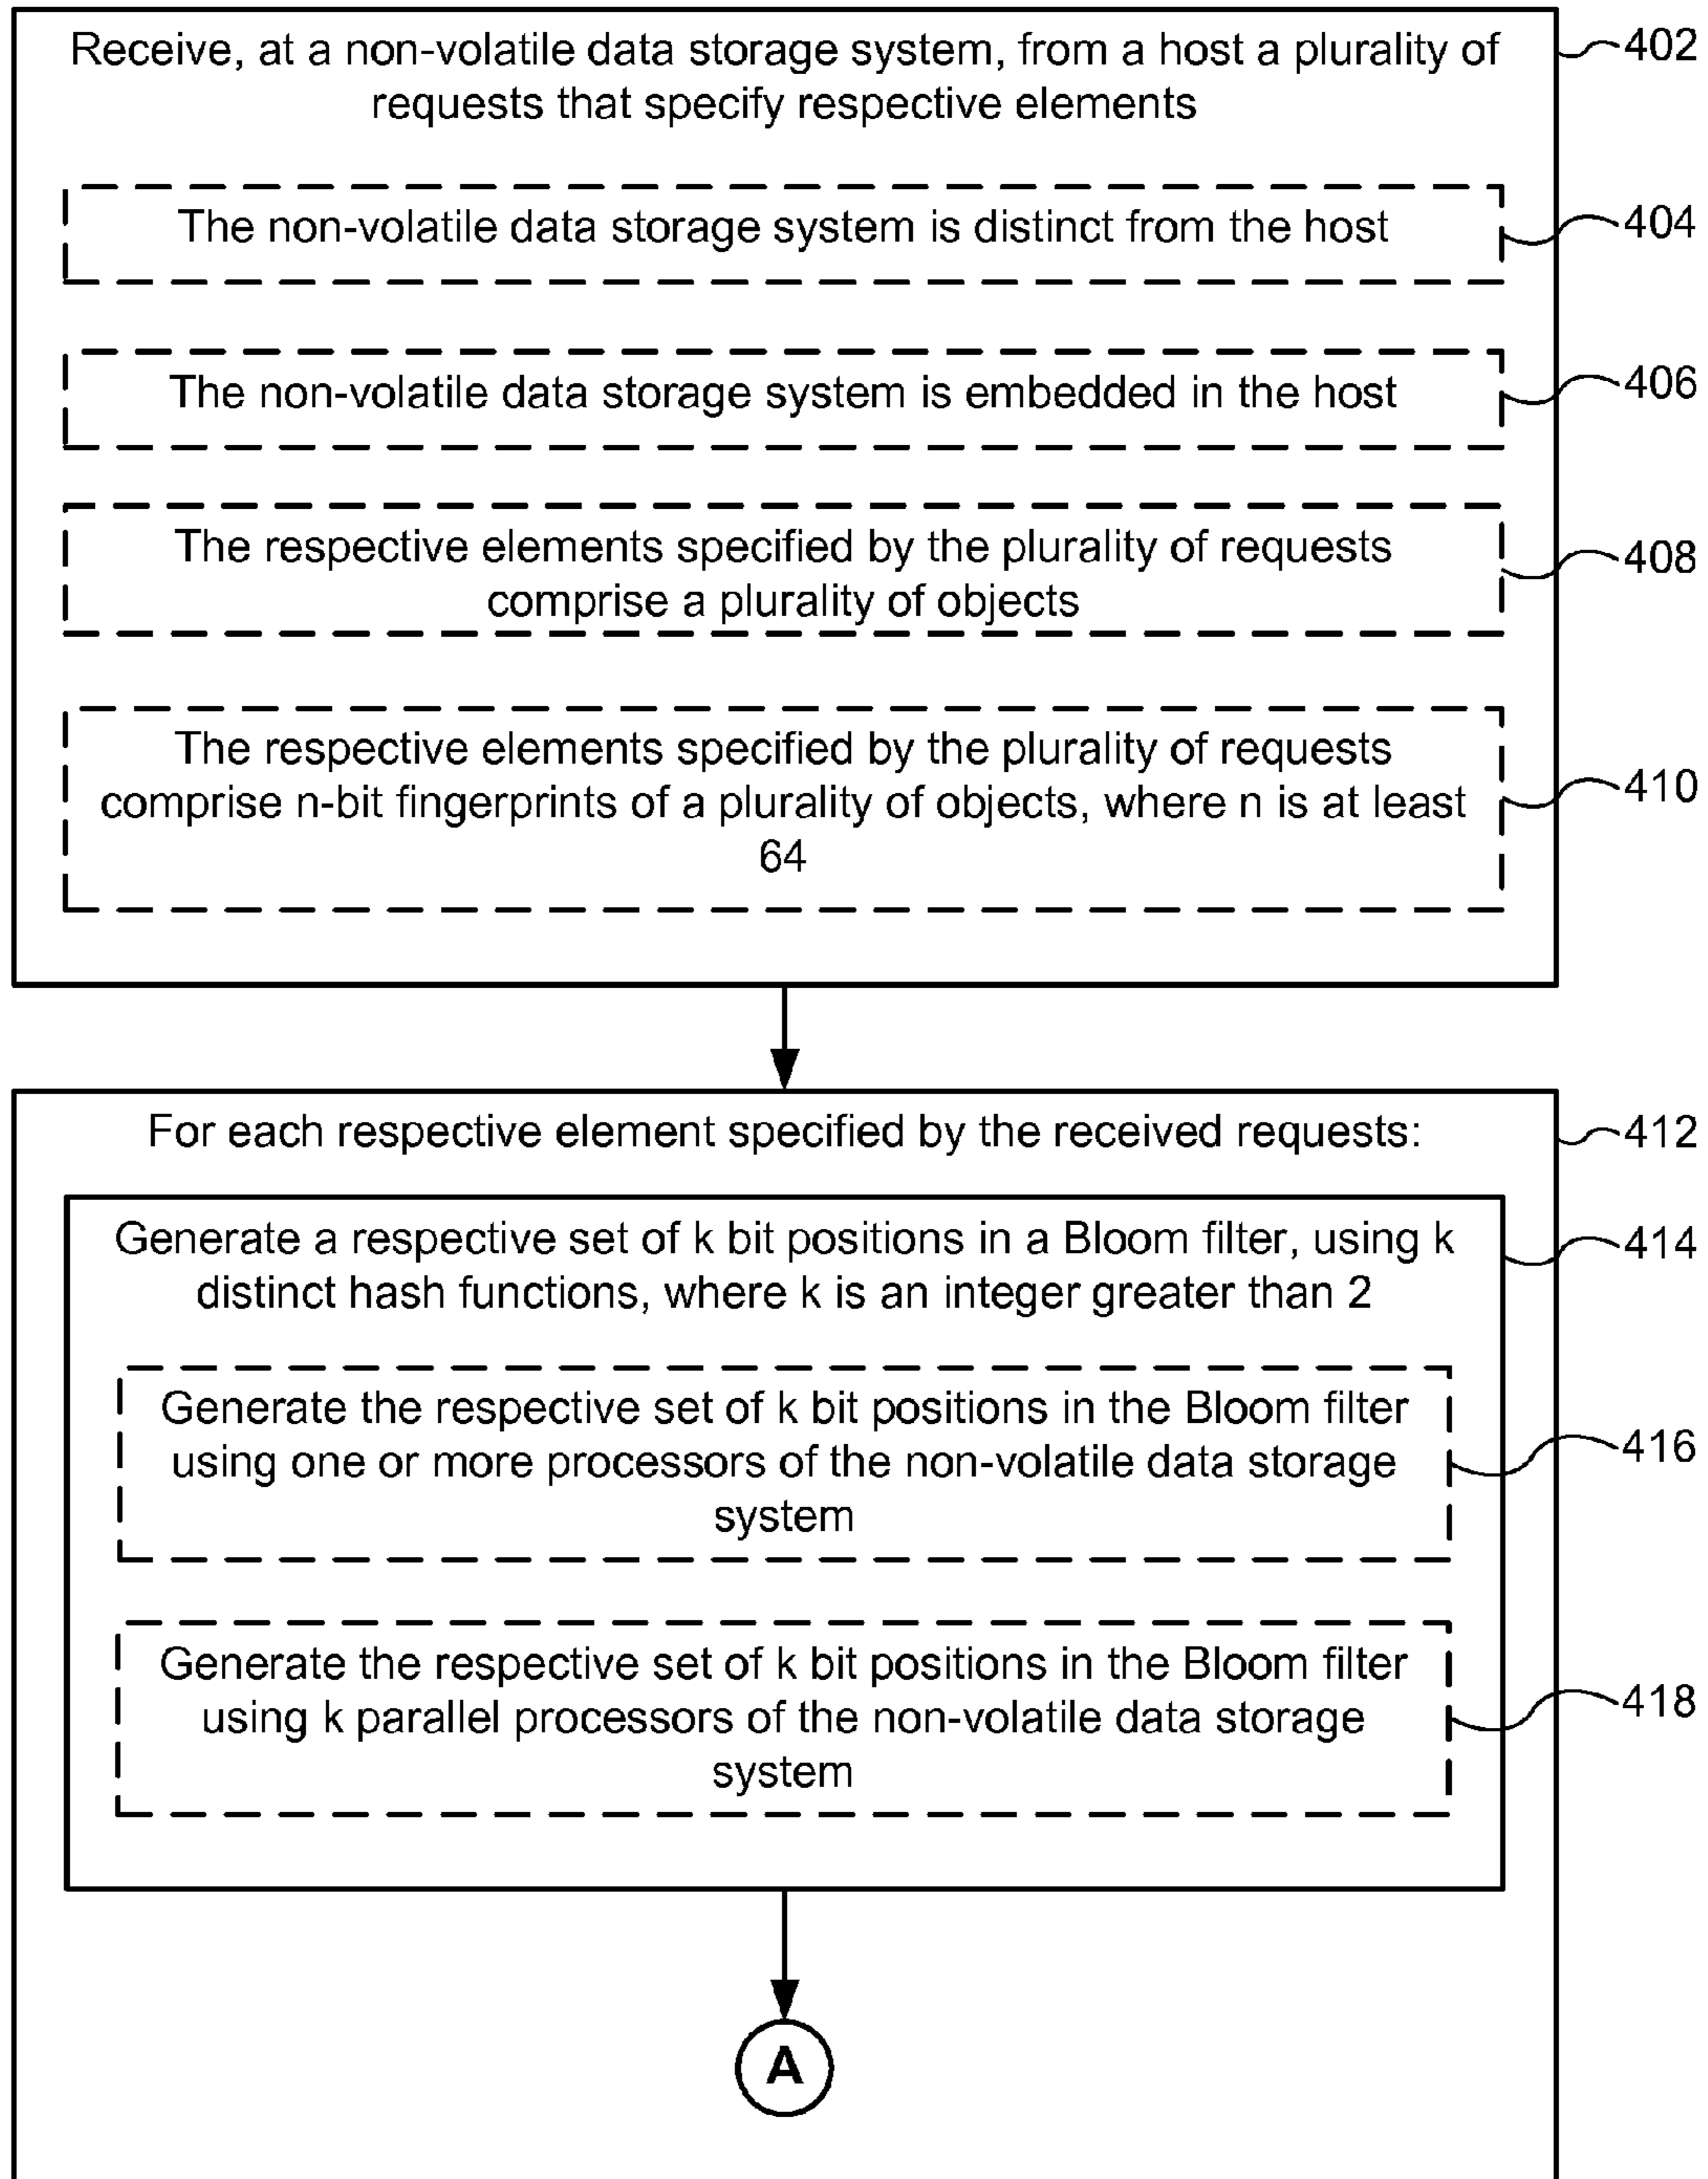 Receive, at a non-volatile data storage system, from a host a plurality of
requests that specify respective elements
402
The non-volatile data storage system is distinct from the host
404
The non-volatile data storage system is embedded in the host
406
The respective elements specified by the plurality of requests
comprise a plurality of objects
408
The respective elements specified by the plurality of requests
comprise n-bit fingerprints of a plurality of objects, where n is at least
64
410
For each respective element specified by the received requests:
412
Generate a respective set of k bit positions in a Bloom filter, using k
distinct hash functions, where k is an integer greater than 2
414
Generate the respective set of k bit positions in the Bloom filter
using one or more processors of the non-volatile data storage
system
416
Generate the respective set of k bit positions in the Bloom filter
using k parallel processors of the non-volatile data storage
system
418
A